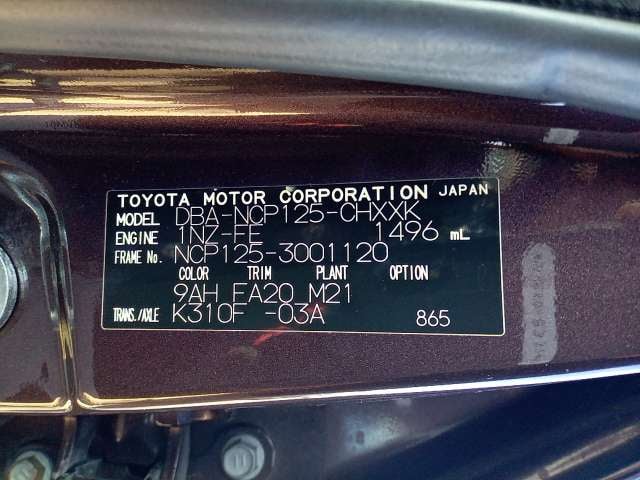 TOYOTA MOTOR CORPORATION JAPAN
MODEL DBA-NCP125-CHXXK
ENGINE 1NZ-FE 1496 mL
FRAME No. NCP125-3001120
COLOR TRIM PLANT OPTION
9AH FA20 M21
TRANS./AXLE K310F -03A 865